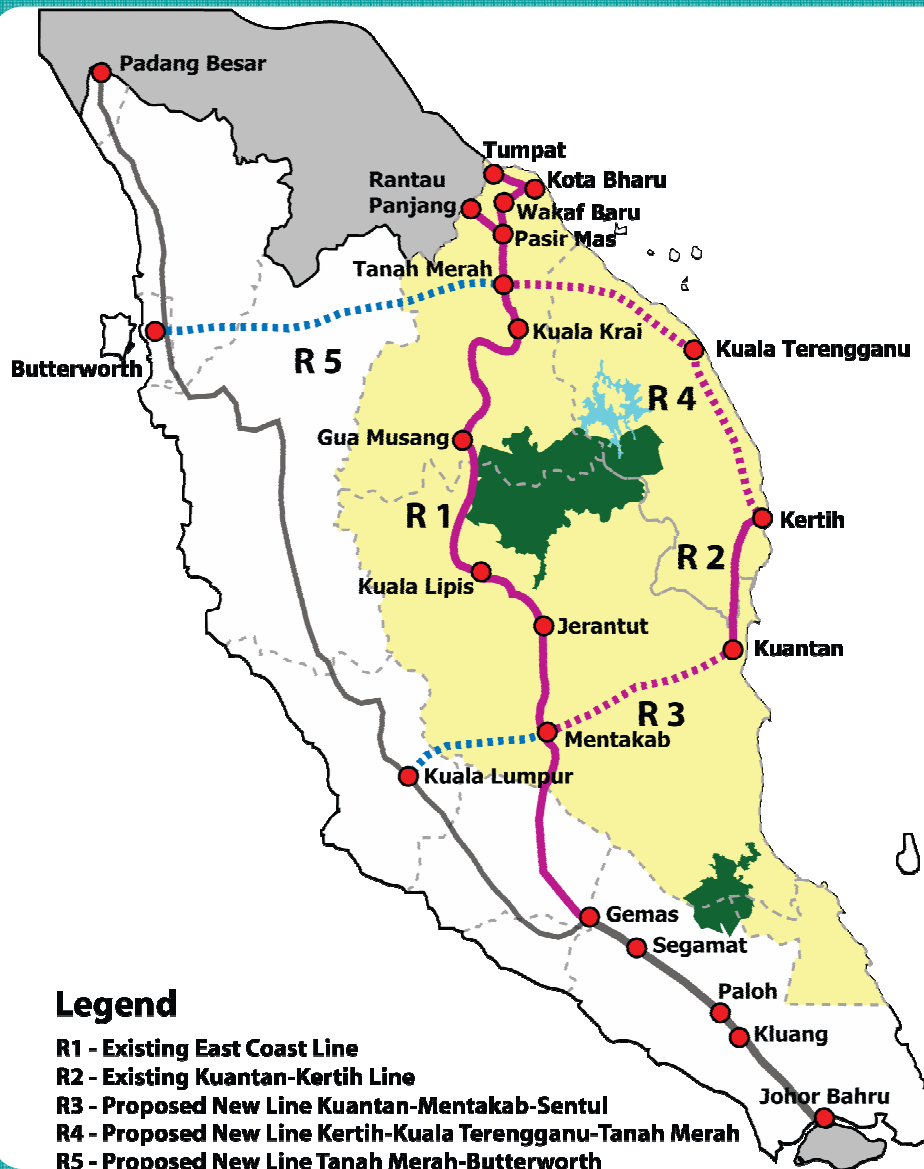 Padang Besar
Tumpat
Rantau
Panjang
Kota Bharu
Wakaf Baru
Pasir Mas
Tanah Merah
Kuala Krai
Butterworth
R 5
Kuala Terengganu
R 4
Gua Musang
R 1
Kertih
R 2
Kuala Lipis
Jerantut
Kuantan
R 3
Mentakab
Kuala Lumpur
Gemas
Segamat
Paloh
Kluang
Johor Bahru
Legend
R1 - Existing East Coast Line
R2 - Existing Kuantan-Kertih Line
R3 - Proposed New Line Kuantan-Mentakab-Sentul
R4 - Proposed New Line Kertih-Kuala Terengganu-Tanah Merah
R5 - Proposed New Line Tanah Merah-Butterworth